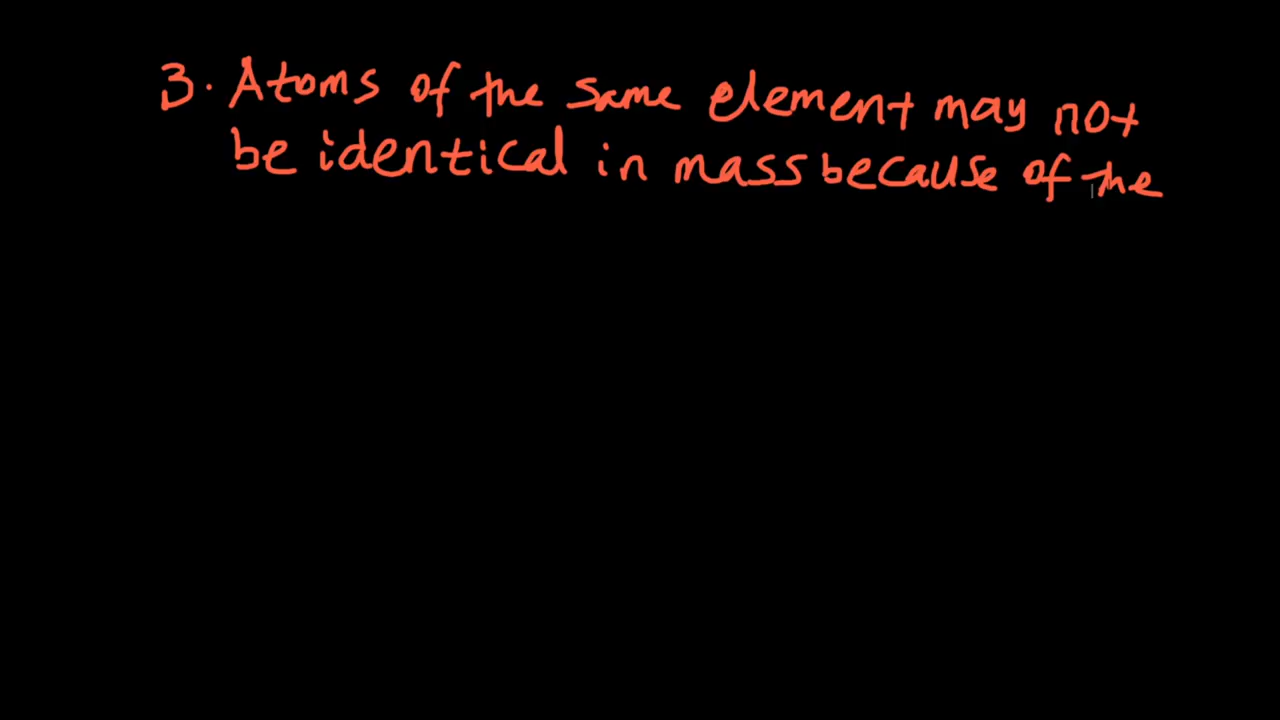 3. Atoms of the same element may not
be identical in mass because of the